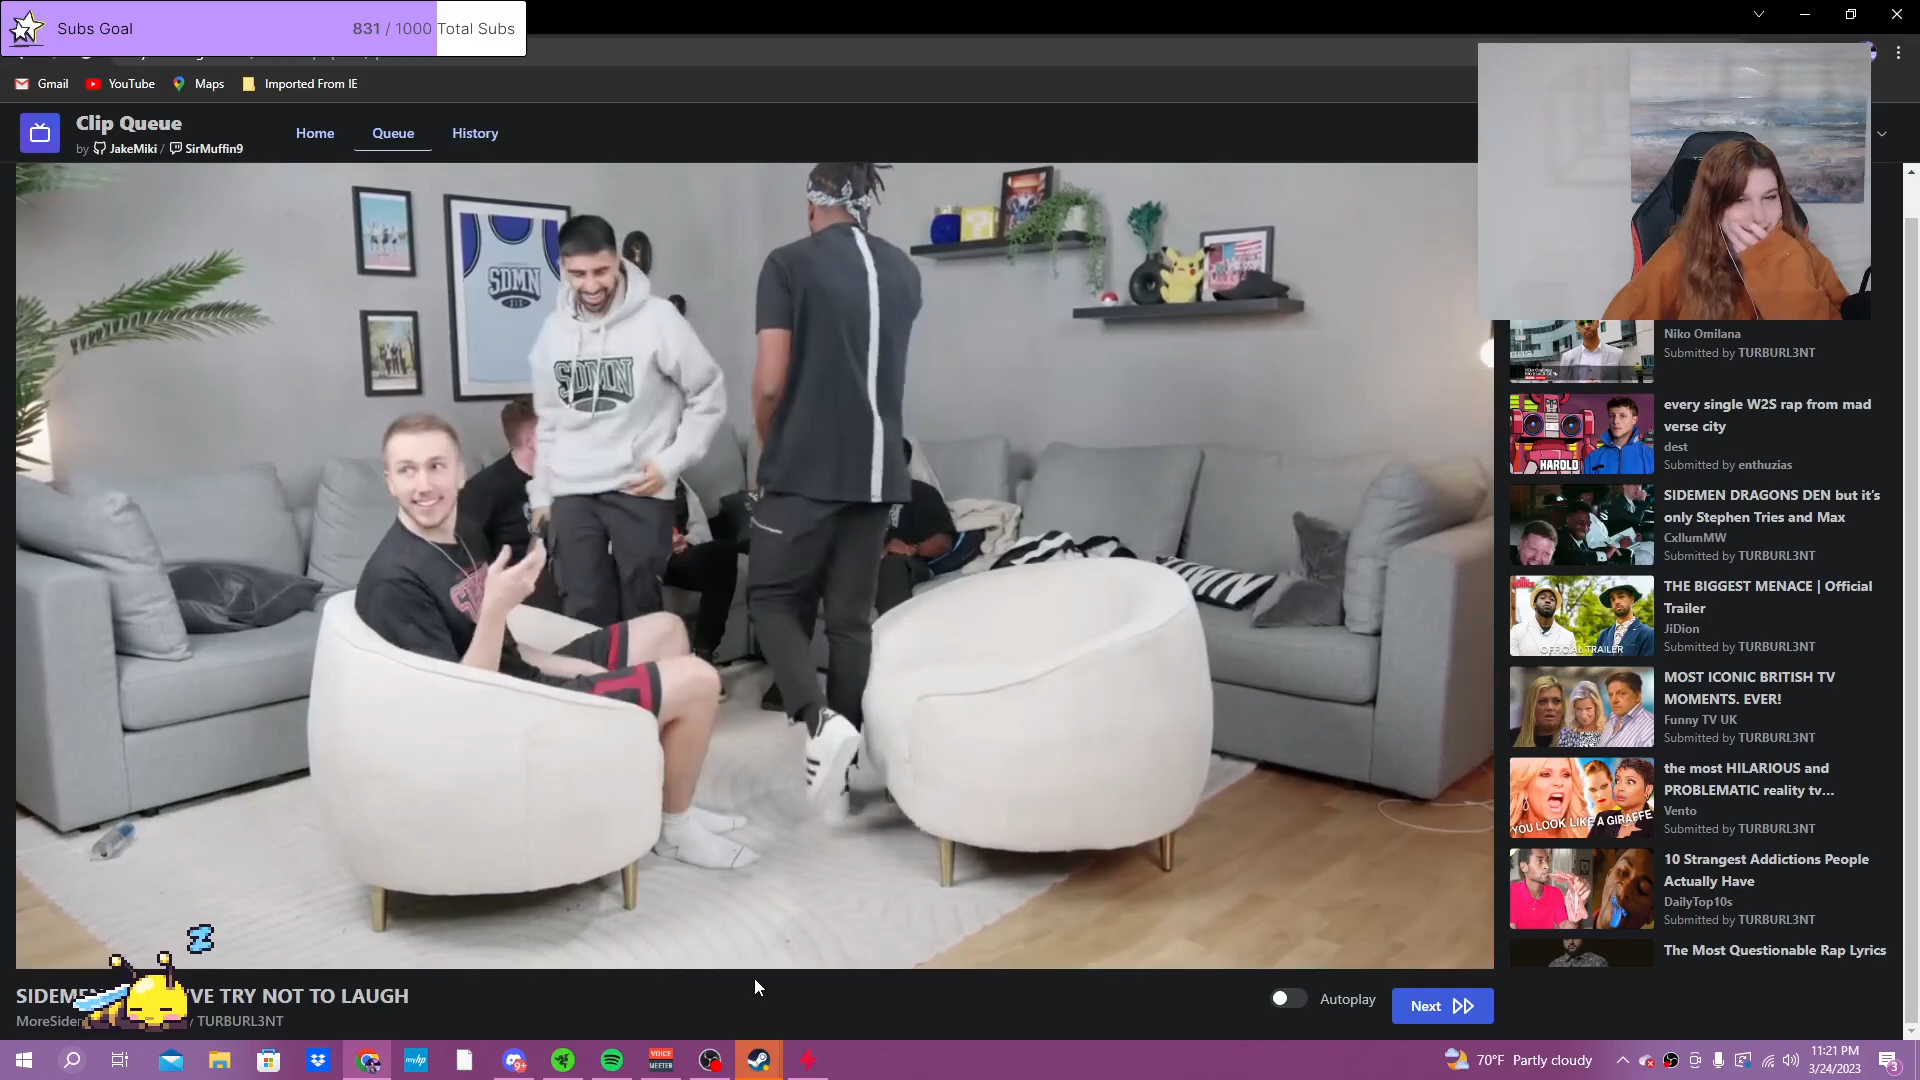 Subs Goal
831 / 1000 Total Subs
Gmail
YouTube
Maps
Imported From IE
Clip Queue
by JakeMiki / SirMuffin9
Home
Queue
History
SDMN
SDMN
Niko Omilana
Submitted by TURBURL3NT
every single W2S rap from mad
verse city
dest
Submitted by enthuzias
HAROLD
SIDEMEN DRAGONS DEN but it's
only Stephen Tries and Max
CxllumMW
Submitted by TURBURL3NT
THE BIGGEST MENACE | Official
Trailer
JiDion
Submitted by TURBURL3NT
OFFICIAL TRAILER
MOST ICONIC BRITISH TV
MOMENTS. EVER!
Funny TV UK
Submitted by TURBURL3NT
the most HILARIOUS and
PROBLEMATIC reality tv...
Vento
Submitted by TURBURL3NT
YOU LOOK LIKE A GIRAFFE
10 Strangest Addictions People
Actually Have
DailyTop10s
Submitted by TURBURL3NT
The Most Questionable Rap Lyrics
'VE TRY NOT TO LAUGH
/ TURBURL3NT
Autoplay
Next
myhp
9+
VOICE
MEETER
70°F Partly cloudy
11:21 PM
3/24/2023
3